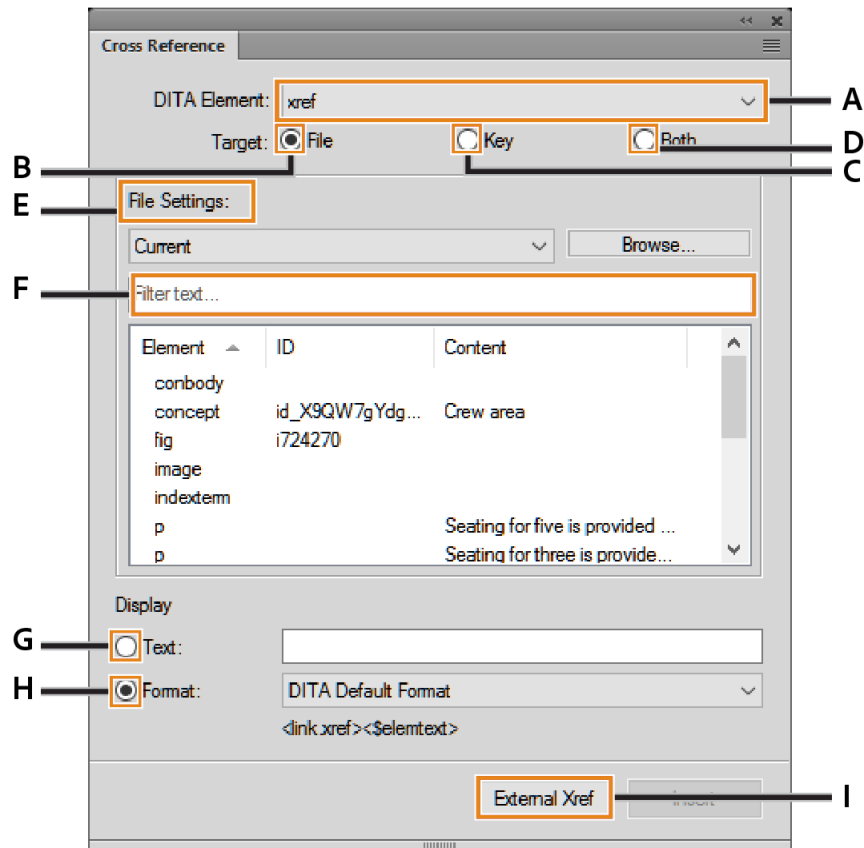 Cross Reference
DITA Element: xref A
Target: File Key Both D
B C
E File Settings:
Current Browse...
F Filter text...
Element ID Content
conbody
concept id_X9QW7gYdg... Crew area
fig i724270
image
indexterm
p Seating for five is provided ...
p Seating for three is provide...
Display
G Text:
H Format: DITA Default Format
<link.xref><$elemtext>
External Xref Insert I